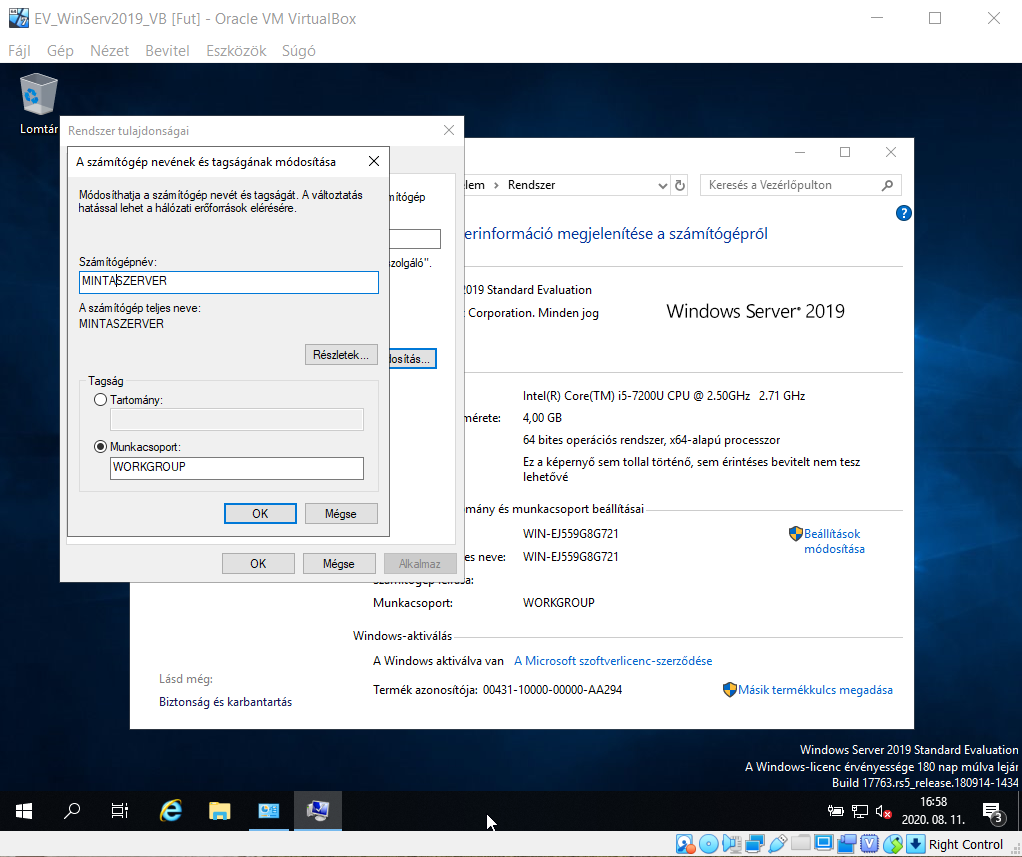 EV_WinServ2019_VB [Fut] - Oracle VM VirtualBox
Fájl Gép Nézet Bevitel Eszközök Súgó
Lomtár
Rendszer tulajdonságai
A számítógép nevének és tagságának módosítása
Módosíthatja a számítógép nevét és tagságát. A változtatás
hatással lehet a hálózati erőforrások elérésére.
Számítógépnév:
MINTASZERVER
A számítógép teljes neve:
MINTASZERVER
Részletek...
Tagság
Tartomány:
Munkacsoport:
WORKGROUP
OK Mégse
OK Mégse Alkalmaz
Rendszer
Keresés a Vezérlőpulton
erinformáció megjelenítése a számítógépről
2019 Standard Evaluation
Corporation. Minden jog
Windows Server® 2019
Intel(R) Core(TM) i5-7200U CPU @ 2.50GHz 2.71 GHz
mérete: 4,00 GB
64 bites operációs rendszer, x64-alapú processzor
Ez a képernyő sem tollal történő, sem érintéses bevitelt nem tesz
lehetővé
mány és munkacsoport beállításai
WIN-EJ559G8G721
Beállítások
módosítása
es neve: WIN-EJ559G8G721
Munkacsoport: WORKGROUP
Windows-aktiválás
A Windows aktiválva van A Microsoft szoftverlicenc-szerződése
Termék azonosítója: 00431-10000-00000-AA294
Másik termékkulcs megadása
Lásd még:
Biztonság és karbantartás
Windows Server 2019 Standard Evaluation
A Windows-licenc érvényessége 180 nap múlva lejár
Build 17763.rs5_release.180914-1434
16:58
2020. 08. 11.
3
Right Control